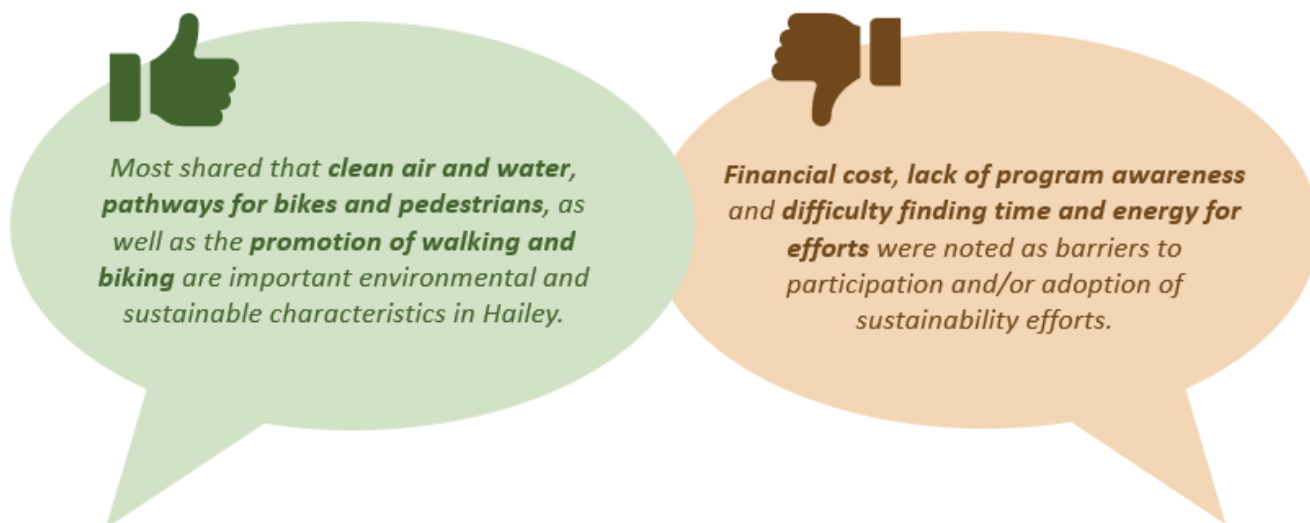 Most shared that clean air and water,
pathways for bikes and pedestrians, as
well as the promotion of walking and
biking are important environmental and
sustainable characteristics in Hailey.
Financial cost, lack of program awareness
and difficulty finding time and energy for
efforts were noted as barriers to
participation and/or adoption of
sustainability efforts.